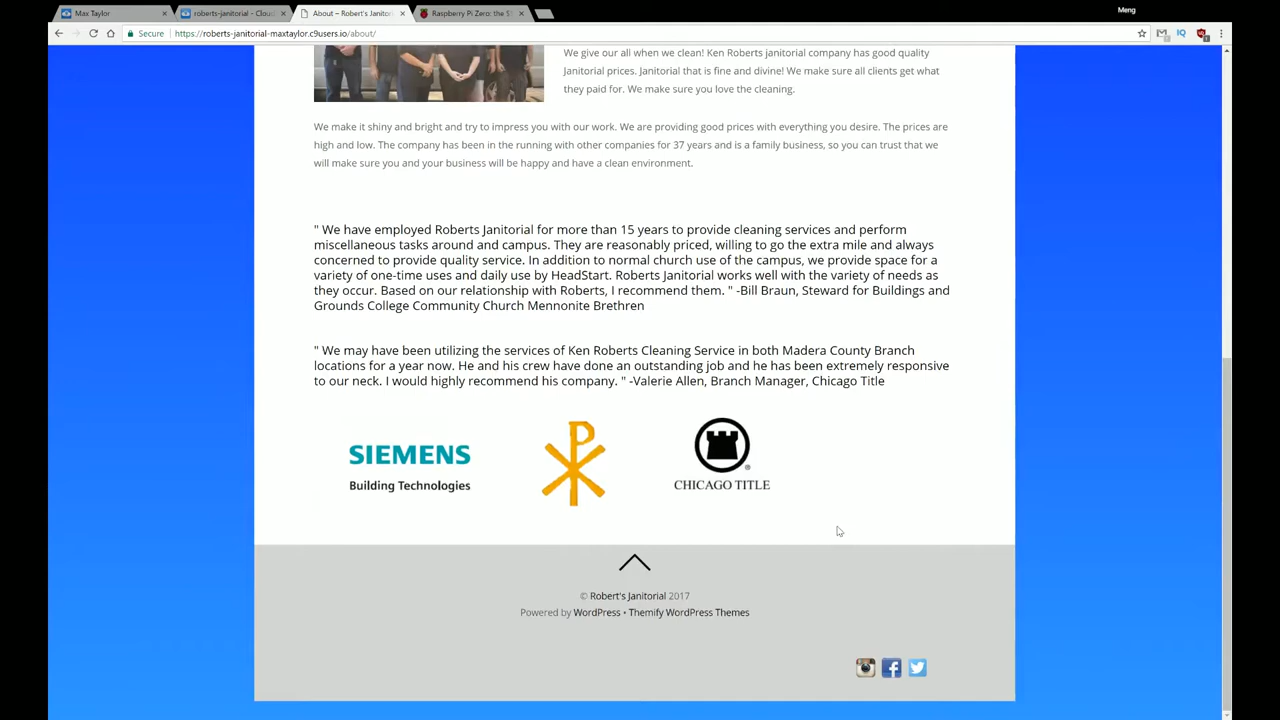 Meng
Max Taylor
roberts-janitorial - Clou
About – Robert's Janitor
Raspberry Pi Zero: the $
Secure
https://roberts-janitorial-maxtaylor.c9users.io/about/
We give our all when we clean! Ken Roberts janitorial company has good quality
Janitorial prices. Janitorial that is fine and divine! We make sure all clients get what
they paid for. We make sure you love the cleaning.
We make it shiny and bright and try to impress you with our work. We are providing good prices with everything you desire. The prices are
high and low. The company has been in the running with other companies for 37 years and is a family business, so you can trust that we
will make sure you and your business will be happy and have a clean environment.
" We have employed Roberts Janitorial for more than 15 years to provide cleaning services and perform
miscellaneous tasks around and campus. They are reasonably priced, willing to go the extra mile and always
concerned to provide quality service. In addition to normal church use of the campus, we provide space for a
variety of one-time uses and daily use by HeadStart. Roberts Janitorial works well with the variety of needs as
they occur. Based on our relationship with Roberts, I recommend them. " -Bill Braun, Steward for Buildings and
Grounds College Community Church Mennonite Brethren
" We may have been utilizing the services of Ken Roberts Cleaning Service in both Madera County Branch
locations for a year now. He and his crew have done an outstanding job and he has been extremely responsive
to our neck. I would highly recommend his company. " -Valerie Allen, Branch Manager, Chicago Title
SIEMENS
Building Technologies
CHICAGO TITLE
© Robert's Janitorial 2017
Powered by WordPress • Themify WordPress Themes